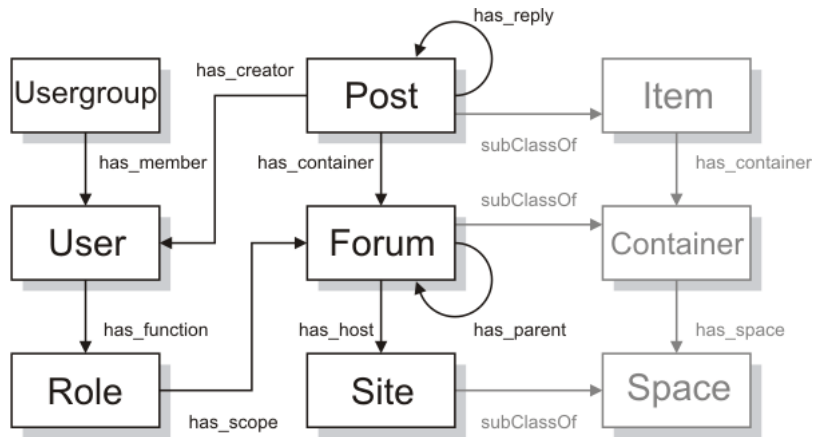 has_reply
has_creator
Usergroup
Post
Item
subClassOf
has_member
has_container
has_container
subClassOf
User
Forum
Container
has_function
has_host
has_parent
has_space
Role
Site
Space
has_scope
subClassOf